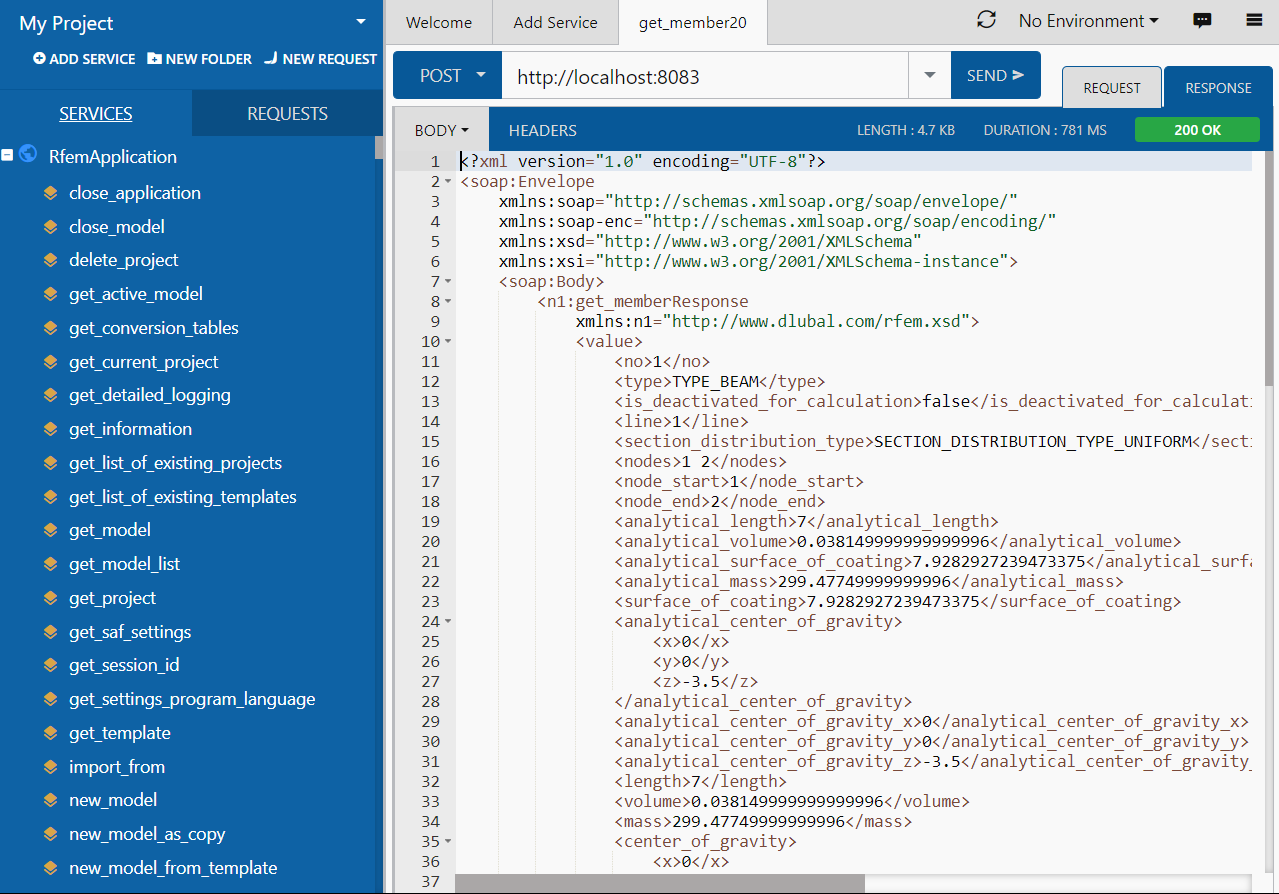 My Project
ADD SERVICE NEW FOLDER NEW REQUEST
SERVICES REQUESTS
RfemApplication
close_application
close_model
delete_project
get_active_model
get_conversion_tables
get_current_project
get_detailed_logging
get_information
get_list_of_existing_projects
get_list_of_existing_templates
get_model
get_model_list
get_project
get_saf_settings
get_session_id
get_settings_program_language
get_template
import_from
new_model
new_model_as_copy
new_model_from_template
Welcome Add Service get_member20 No Environment
POST http://localhost:8083 SEND REQUEST RESPONSE
BODY HEADERS LENGTH : 4.7 KB DURATION : 781 MS 200 OK
1 <?xml version="1.0" encoding="UTF-8"?>
2 <soap:Envelope
3 xmlns:soap="http://schemas.xmlsoap.org/soap/envelope/"
4 xmlns:soap-enc="http://schemas.xmlsoap.org/soap/encoding/"
5 xmlns:xsd="http://www.w3.org/2001/XMLSchema"
6 xmlns:xsi="http://www.w3.org/2001/XMLSchema-instance">
7 <soap:Body>
8 <n1:get_memberResponse
9 xmlns:n1="http://www.dlubal.com/rfem.xsd">
10 <value>
11 <no>1</no>
12 <type>TYPE_BEAM</type>
13 <is_deactivated_for_calculation>false</is_deactivated_for_calculati
14 <line>1</line>
15 <section_distribution_type>SECTION_DISTRIBUTION_TYPE_UNIFORM</secti
16 <nodes>1 2</nodes>
17 <node_start>1</node_start>
18 <node_end>2</node_end>
19 <analytical_length>7</analytical_length>
20 <analytical_volume>0.038149999999999996</analytical_volume>
21 <analytical_surface_of_coating>7.9282927239473375</analytical_surfa
22 <analytical_mass>299.47749999999996</analytical_mass>
23 <surface_of_coating>7.9282927239473375</surface_of_coating>
24 <analytical_center_of_gravity>
25 <x>0</x>
26 <y>0</y>
27 <z>-3.5</z>
28 </analytical_center_of_gravity>
29 <analytical_center_of_gravity_x>0</analytical_center_of_gravity_x>
30 <analytical_center_of_gravity_y>0</analytical_center_of_gravity_y>
31 <analytical_center_of_gravity_z>-3.5</analytical_center_of_gravity_
32 <length>7</length>
33 <volume>0.038149999999999996</volume>
34 <mass>299.47749999999996</mass>
35 <center_of_gravity>
36 <x>0</x>
37